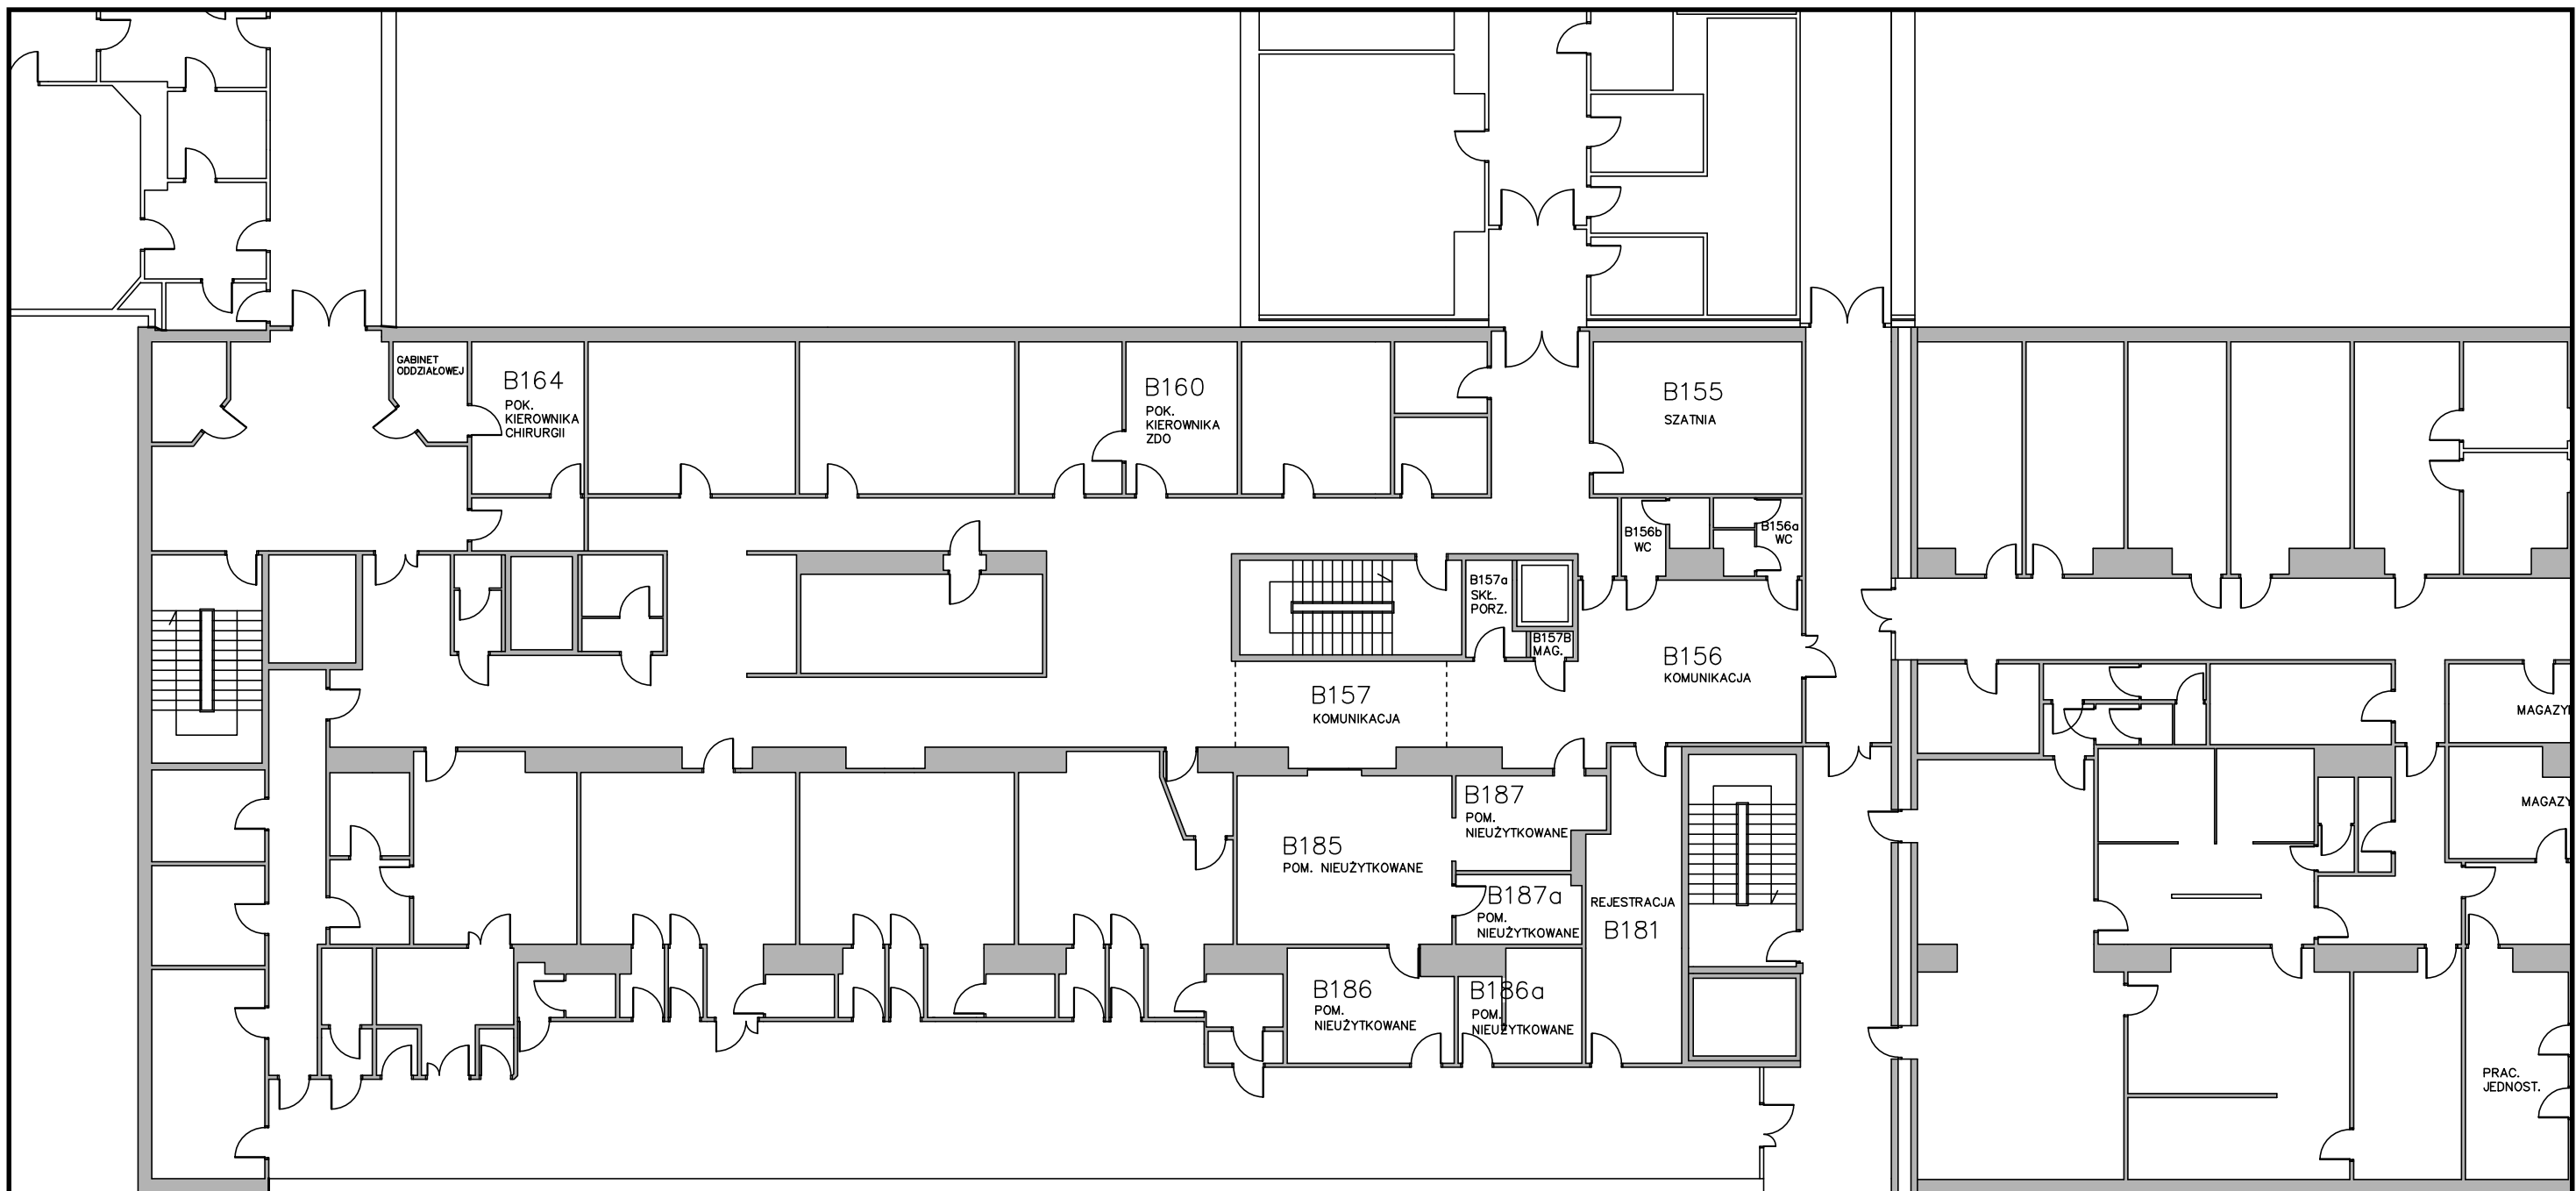 GABINET
ODDZIAŁOWEJ
B164
POK.
KIEROWNIKA
CHIRURGII
B160
POK.
KIEROWNIKA
ZDO
B155
SZATNIA
B156b
WC
B156a
WC
B157a
SKŁ.
PORZ.
B157B
MAG.
B156
KOMUNIKACJA
B157
KOMUNIKACJA
MAGAZY
B187
POM.
NIEUŻYTKOWANE
MAGAZY
B185
POM. NIEUŻYTKOWANE
B187a
POM.
NIEUŻYTKOWANE
REJESTRACJA
B181
B186
POM.
NIEUŻYTKOWANE
B186a
POM.
NIEUŻYTKOWANE
PRAC.
JEDNOST.